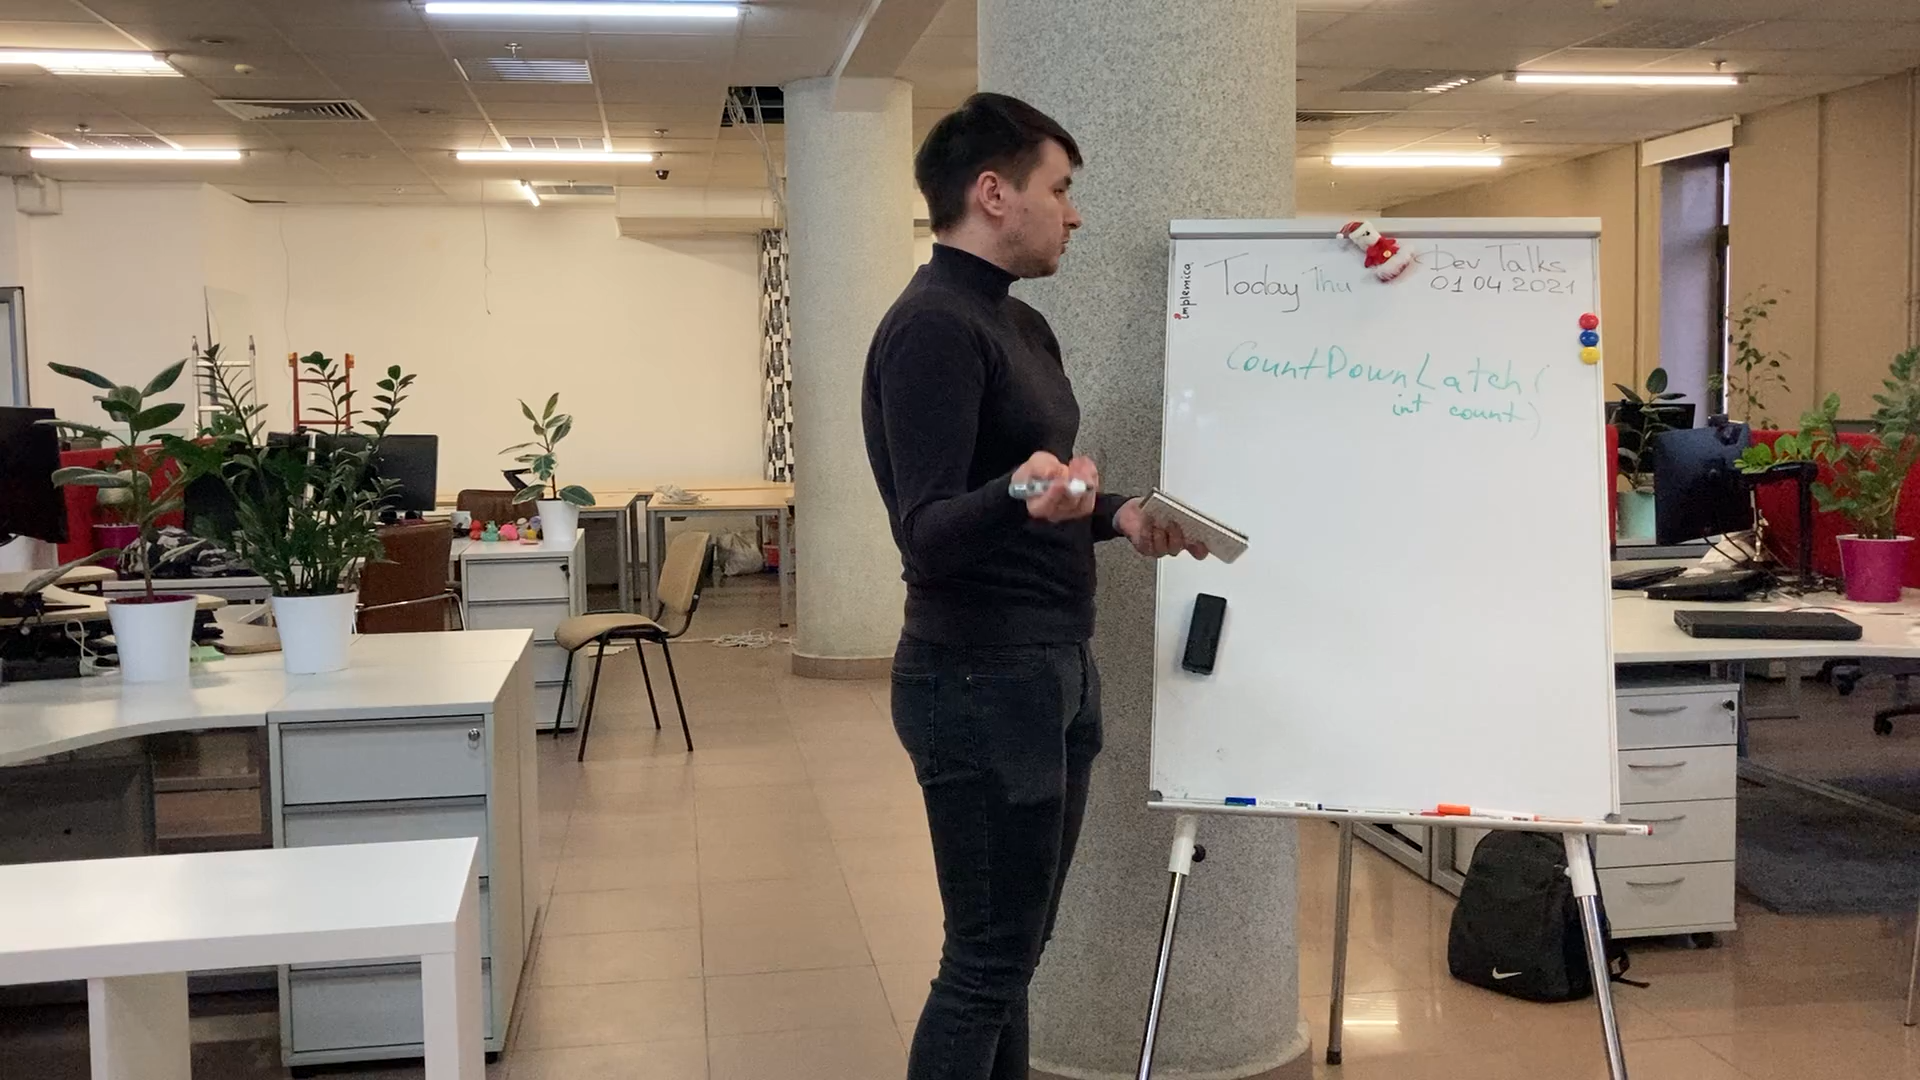 implemica
Today Thu
Dev Talks
01 04.2021
CountDownLatch(
int count)